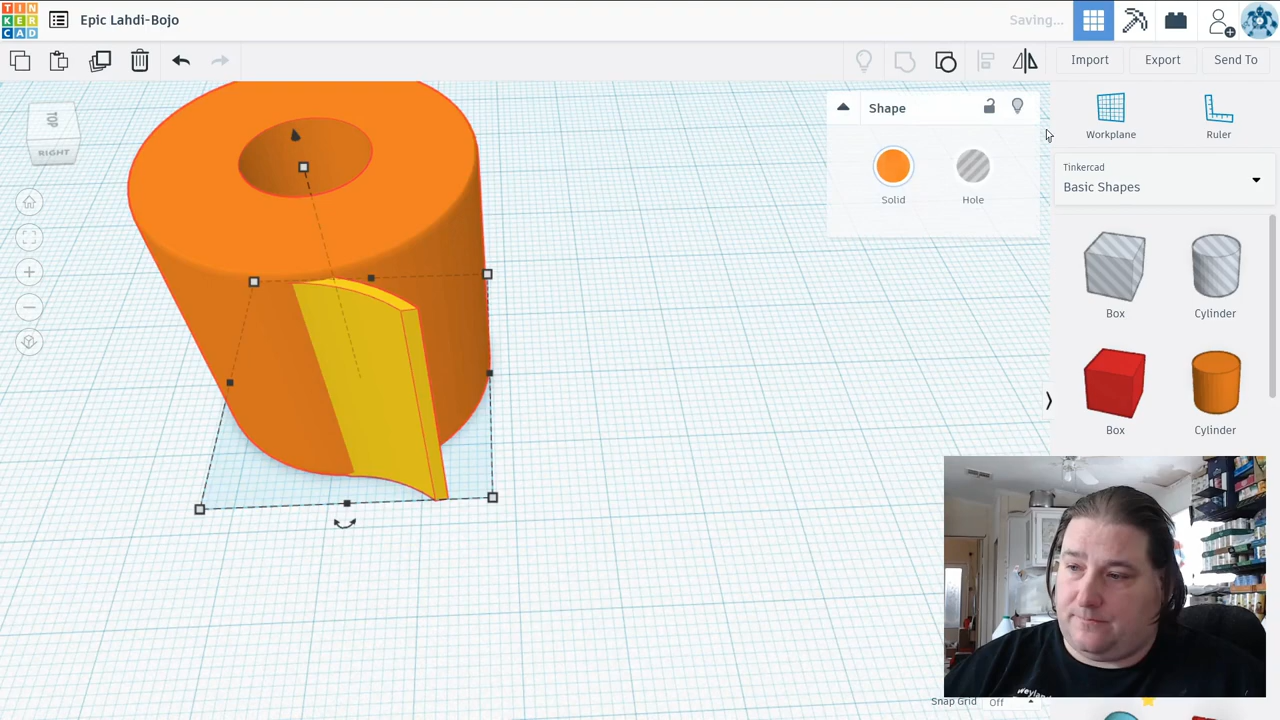 TIN
KER
CAD
Epic Lahdi-Bojo
Saving...
Import
Export
Send To
TOP
RIGHT
Shape
Solid
Hole
Workplane
Ruler
Tinkercad
Basic Shapes
Box
Cylinder
Box
Cylinder
Snap Grid
Off